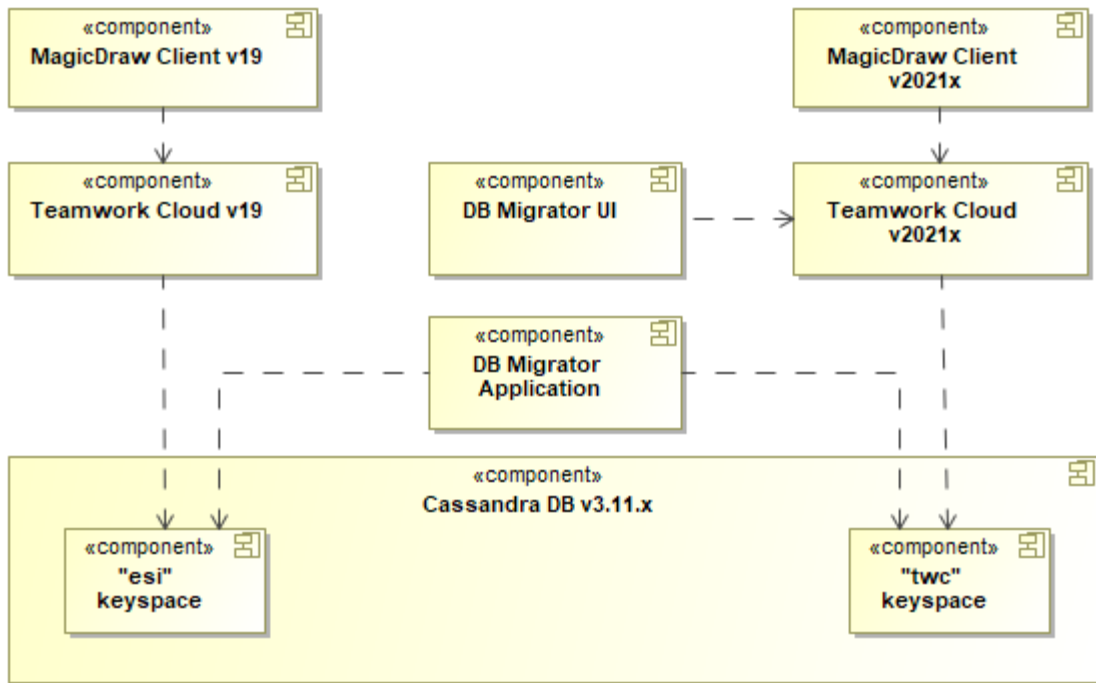 «component»
MagicDraw Client v19
«component»
MagicDraw Client
v2021x
«component»
Teamwork Cloud v19
«component»
DB Migrator UI
«component»
Teamwork Cloud
v2021x
«component»
DB Migrator
Application
«component»
Cassandra DB v3.11.x
«component»
"esi"
keyspace
«component»
"twc"
keyspace